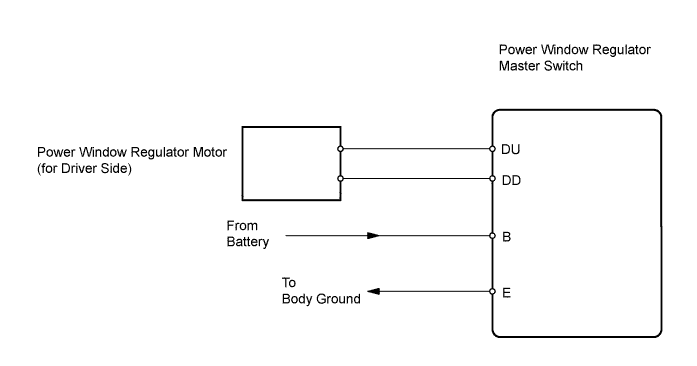 Power Window Regulator
Master Switch
Power Window Regulator Motor
(for Driver Side)
DU
DD
From
Battery
B
To
Body Ground
E